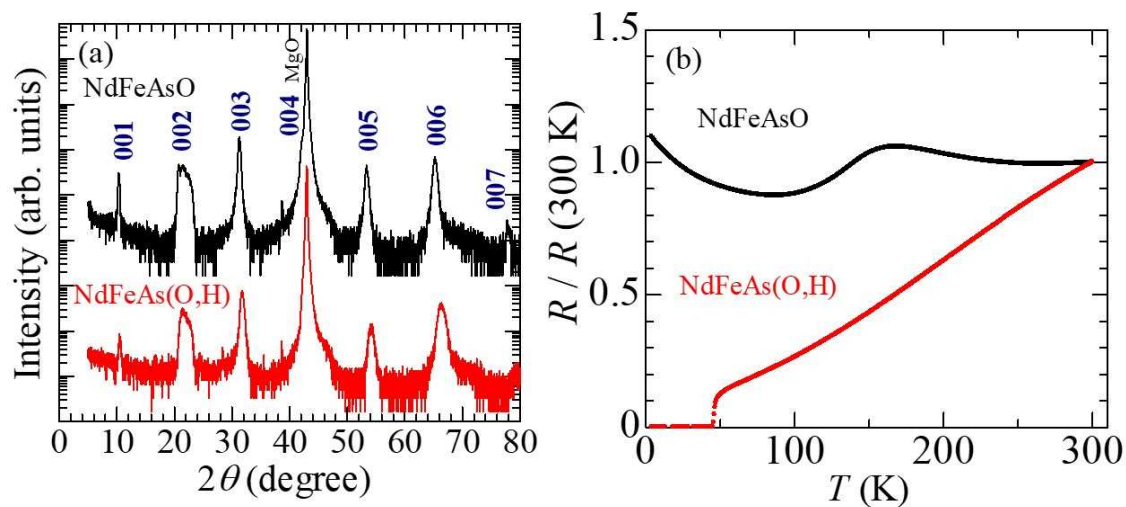 (a)
NdFeAsO
MgO
001
002
003
004
005
006
007
NdFeAs(O,H)
Intensity (arb. units)
0 10 20 30 40 50 60 70 80
2θ (degree)
(b)
1.5
1.0
0.5
0
NdFeAsO
NdFeAs(O,H)
R / R (300 K)
100 200 300
T (K)